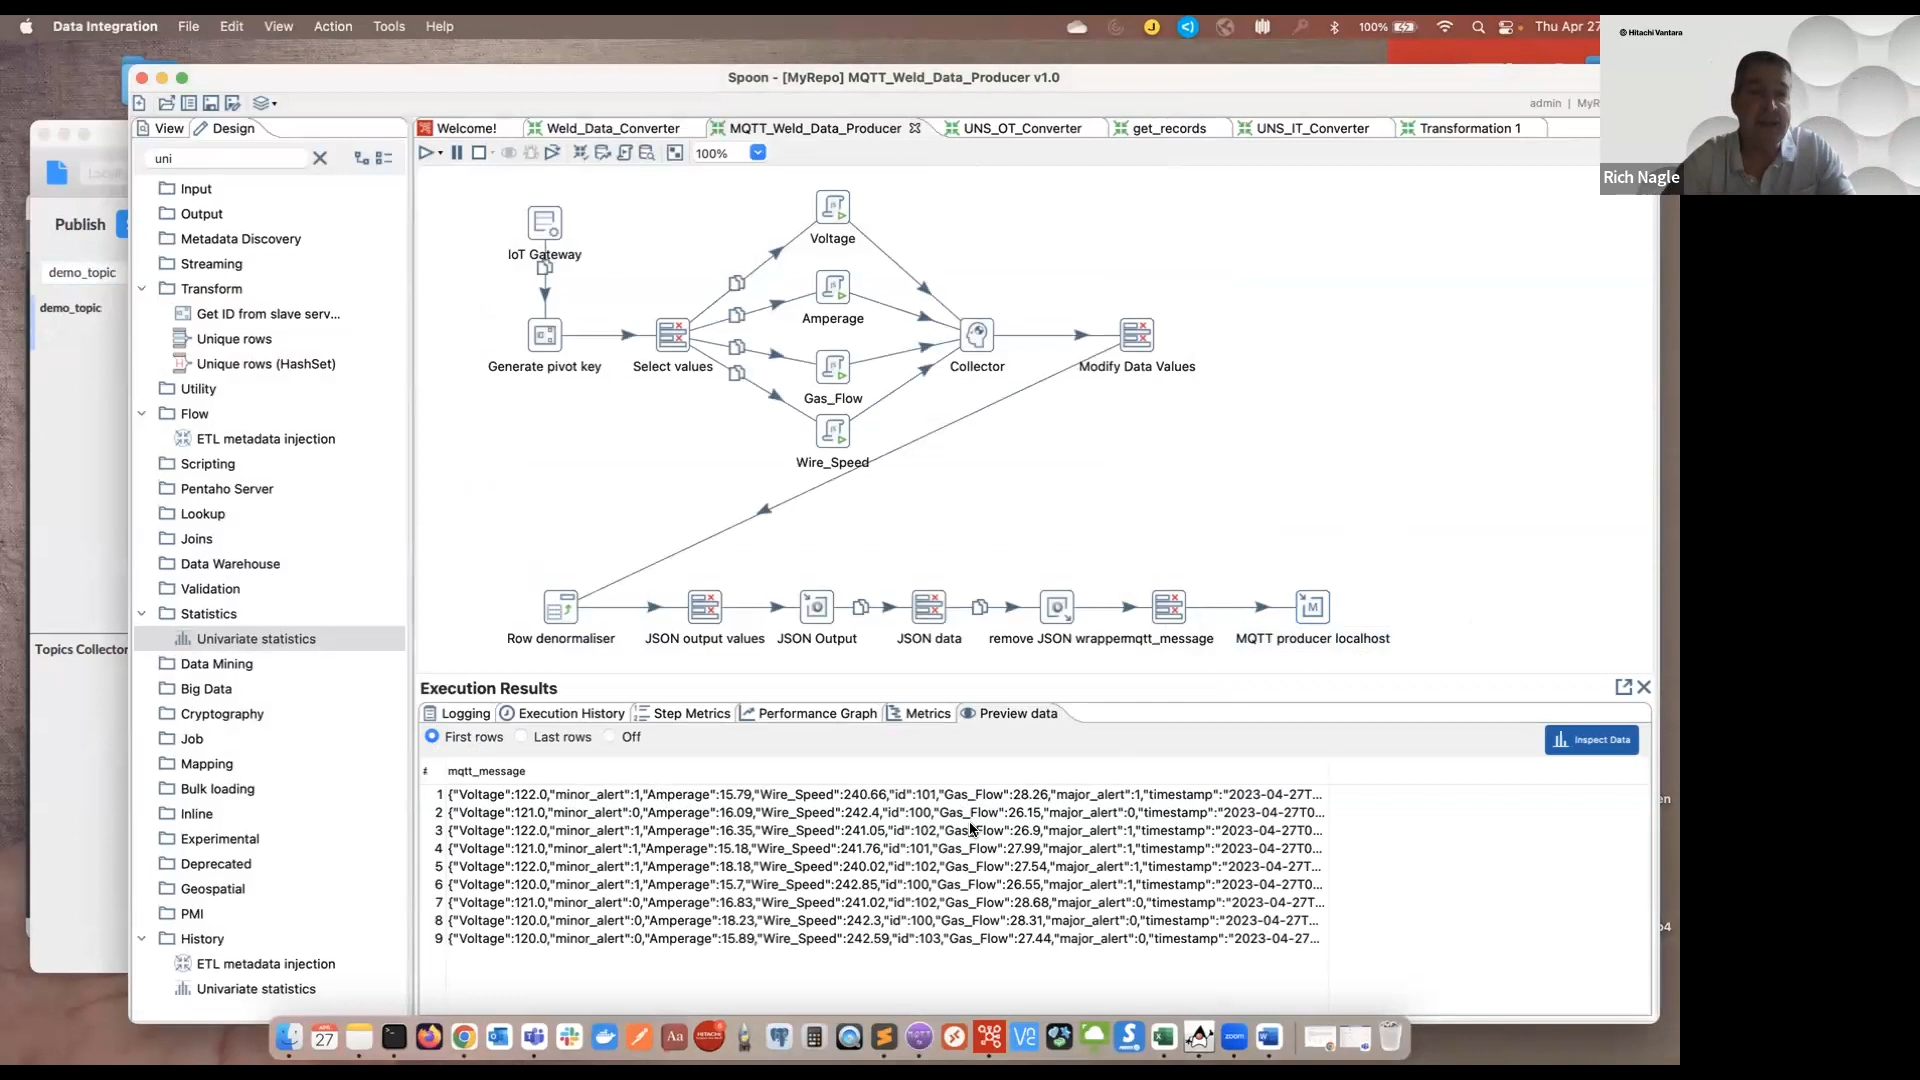 Data Integration File Edit View Action Tools Help
100% Thu Apr 27
Hitachi Vantara
Rich Nagle
Spoon - [MyRepo] MQTT_Weld_Data_Producer v1.0
admin | MyR
View Design
Welcome! Weld_Data_Converter MQTT_Weld_Data_Producer UNS_OT_Converter get_records UNS_IT_Converter Transformation 1
uni
100%
Publish
demo_topic
demo_topic
Topics Collector
Input
Output
Metadata Discovery
Streaming
Transform
Get ID from slave serv...
Unique rows
Unique rows (HashSet)
Utility
Flow
ETL metadata injection
Scripting
Pentaho Server
Lookup
Joins
Data Warehouse
Validation
Statistics
Univariate statistics
Data Mining
Big Data
Cryptography
Job
Mapping
Bulk loading
Inline
Experimental
Deprecated
Geospatial
PMI
History
ETL metadata injection
Univariate statistics
IoT Gateway
Voltage
Amperage
Generate pivot key
Select values
Collector
Modify Data Values
Gas_Flow
Wire_Speed
Row denormaliser
JSON output values
JSON Output
JSON data
remove JSON wrappemqtt_message
MQTT producer localhost
Execution Results
Logging Execution History Step Metrics Performance Graph Metrics Preview data
First rows Last rows Off
Inspect Data
# mqtt_message
1 {"Voltage":122.0,"minor_alert":1,"Amperage":15.79,"Wire_Speed":240.66,"id":101,"Gas_Flow":28.26,"major_alert":1,"timestamp":"2023-04-27T...
2 {"Voltage":121.0,"minor_alert":0,"Amperage":16.09,"Wire_Speed":242.4,"id":100,"Gas_Flow":26.15,"major_alert":0,"timestamp":"2023-04-27T0...
3 {"Voltage":122.0,"minor_alert":1,"Amperage":16.35,"Wire_Speed":241.05,"id":102,"Gas_Flow":26.9,"major_alert":1,"timestamp":"2023-04-27T0...
4 {"Voltage":121.0,"minor_alert":1,"Amperage":15.18,"Wire_Speed":241.76,"id":101,"Gas_Flow":27.99,"major_alert":0,"timestamp":"2023-04-27T0...
5 {"Voltage":122.0,"minor_alert":1,"Amperage":18.18,"Wire_Speed":240.02,"id":102,"Gas_Flow":27.54,"major_alert":1,"timestamp":"2023-04-27T...
6 {"Voltage":120.0,"minor_alert":1,"Amperage":15.7,"Wire_Speed":242.85,"id":100,"Gas_Flow":26.55,"major_alert":1,"timestamp":"2023-04-27T0...
7 {"Voltage":121.0,"minor_alert":0,"Amperage":16.83,"Wire_Speed":241.02,"id":102,"Gas_Flow":28.68,"major_alert":0,"timestamp":"2023-04-27T0...
8 {"Voltage":120.0,"minor_alert":0,"Amperage":18.23,"Wire_Speed":242.3,"id":100,"Gas_Flow":28.31,"major_alert":0,"timestamp":"2023-04-27T...
9 {"Voltage":120.0,"minor_alert":0,"Amperage":15.89,"Wire_Speed":242.59,"id":103,"Gas_Flow":27.44,"major_alert":0,"timestamp":"2023-04-27...